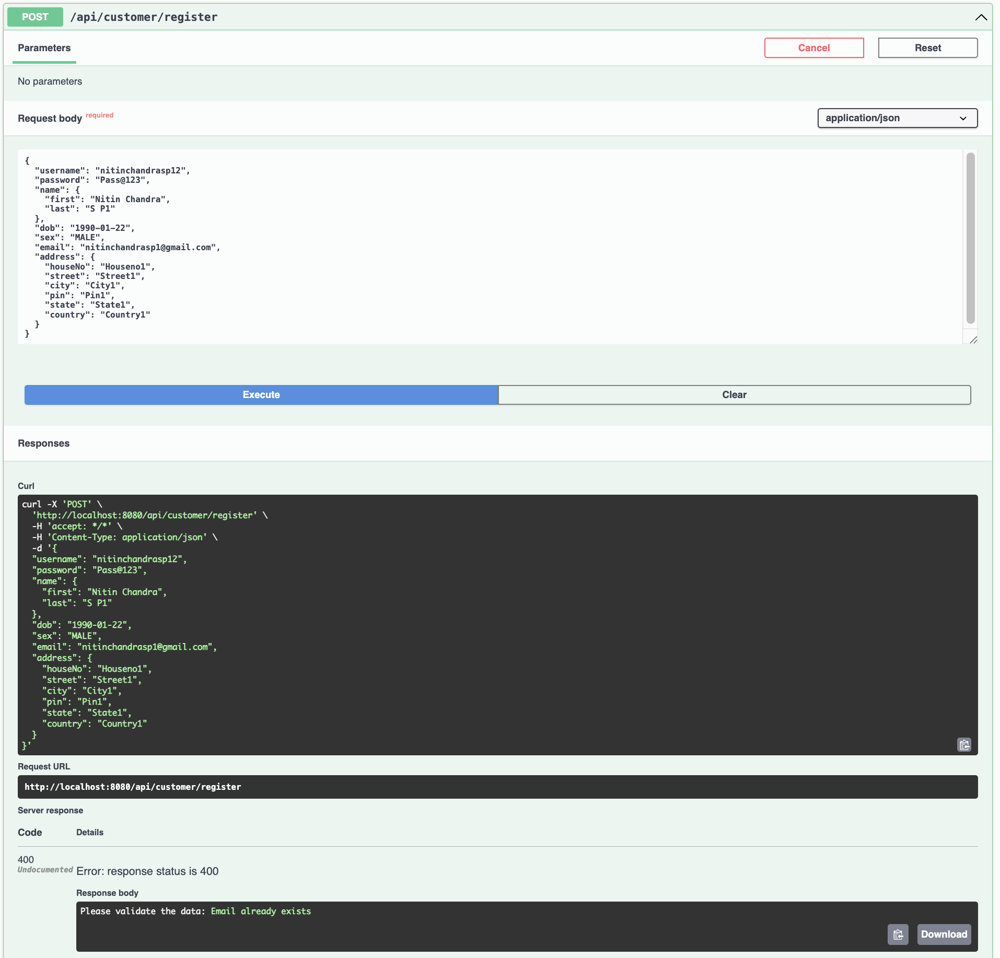 POST /api/customer/register
Parameters
Cancel
Reset
No parameters
Request body required
application/json
{
  "username": "nitinchandrasp12",
  "password": "Pass@123",
  "name": {
    "first": "Nitin Chandra",
    "last": "S P1"
  },
  "dob": "1990-01-22",
  "sex": "MALE",
  "email": "nitinchandrasp1@gmail.com",
  "address": {
    "houseNo": "Houseno1",
    "street": "Street1",
    "city": "City1",
    "pin": "Pin1",
    "state": "State1",
    "country": "Country1"
  }
}
Execute
Clear
Responses
Curl
curl -X 'POST' \
  'http://localhost:8080/api/customer/register' \
  -H 'accept: */*' \
  -H 'Content-Type: application/json' \
  -d '{
  "username": "nitinchandrasp12",
  "password": "Pass@123",
  "name": {
    "first": "Nitin Chandra",
    "last": "S P1"
  },
  "dob": "1990-01-22",
  "sex": "MALE",
  "email": "nitinchandrasp1@gmail.com",
  "address": {
    "houseNo": "Houseno1",
    "street": "Street1",
    "city": "City1",
    "pin": "Pin1",
    "state": "State1",
    "country": "Country1"
  }
}'
Request URL
http://localhost:8080/api/customer/register
Server response
Code
Details
400
Undocumented
Error: response status is 400
Response body
Please validate the data: Email already exists
Download